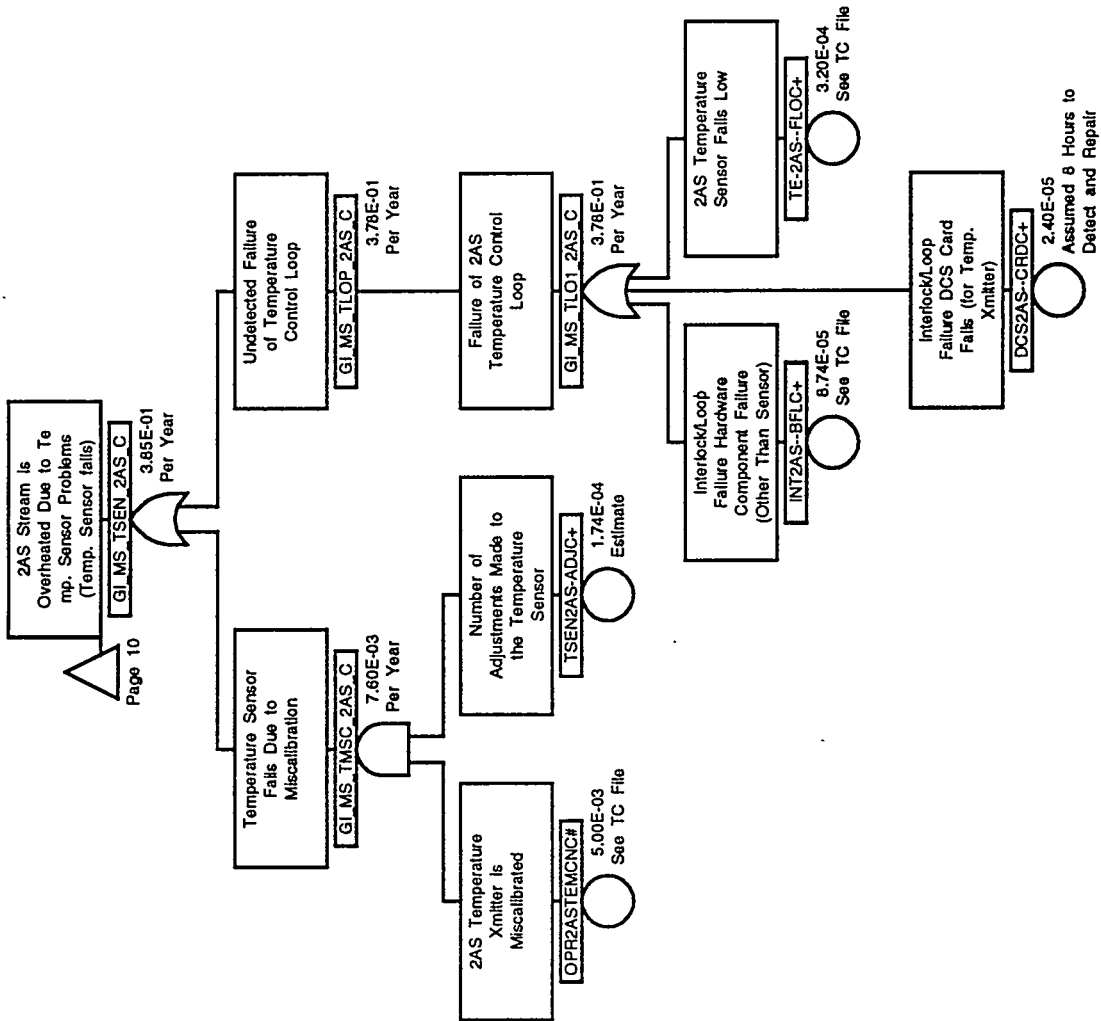 2AS Stream is
Overheated Due to Te
mp. Sensor Problems
(Temp. Sensor fails)
GI_MS_TSEN_2AS_C
3.85E-01
Per Year
Page 10
Temperature Sensor
Fails Due to
Miscalibration
GI_MS_TMSC_2AS_C
7.60E-03
Per Year
Undetected Failure
of Temperature
Control Loop
GI_MS_TLOP_2AS_C
3.78E-01
Per Year
2AS Temperature
Xmitter is
Miscalibrated
OPR2ASTEMCNC#
5.00E-03
See TC File
Number of
Adjustments Made to
the Temperature
Sensor
TSEN2AS-ADJC+
1.74E-04
Estimate
Failure of 2AS
Temperature Control
Loop
GI_MS_TLO1_2AS_C
3.78E-01
Per Year
Interlock/Loop
Failure Hardware
Component Failure
(Other Than Sensor)
INT2AS--BFLC+
8.74E-05
See TC File
2AS Temperature
Sensor Fails Low
TE-2AS--FLOC+
3.20E-04
See TC File
Interlock/Loop
Failure DCS Card
Fails (for Temp.
Xmitter)
DCS2AS--CRDC+
2.40E-05
Assumed 8 Hours to
Detect and Repair